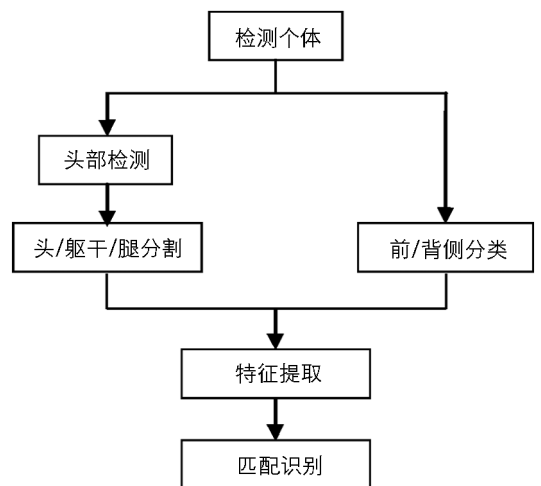 检测个体
头部检测
头/躯干/腿分割
前/背侧分类
特征提取
匹配识别